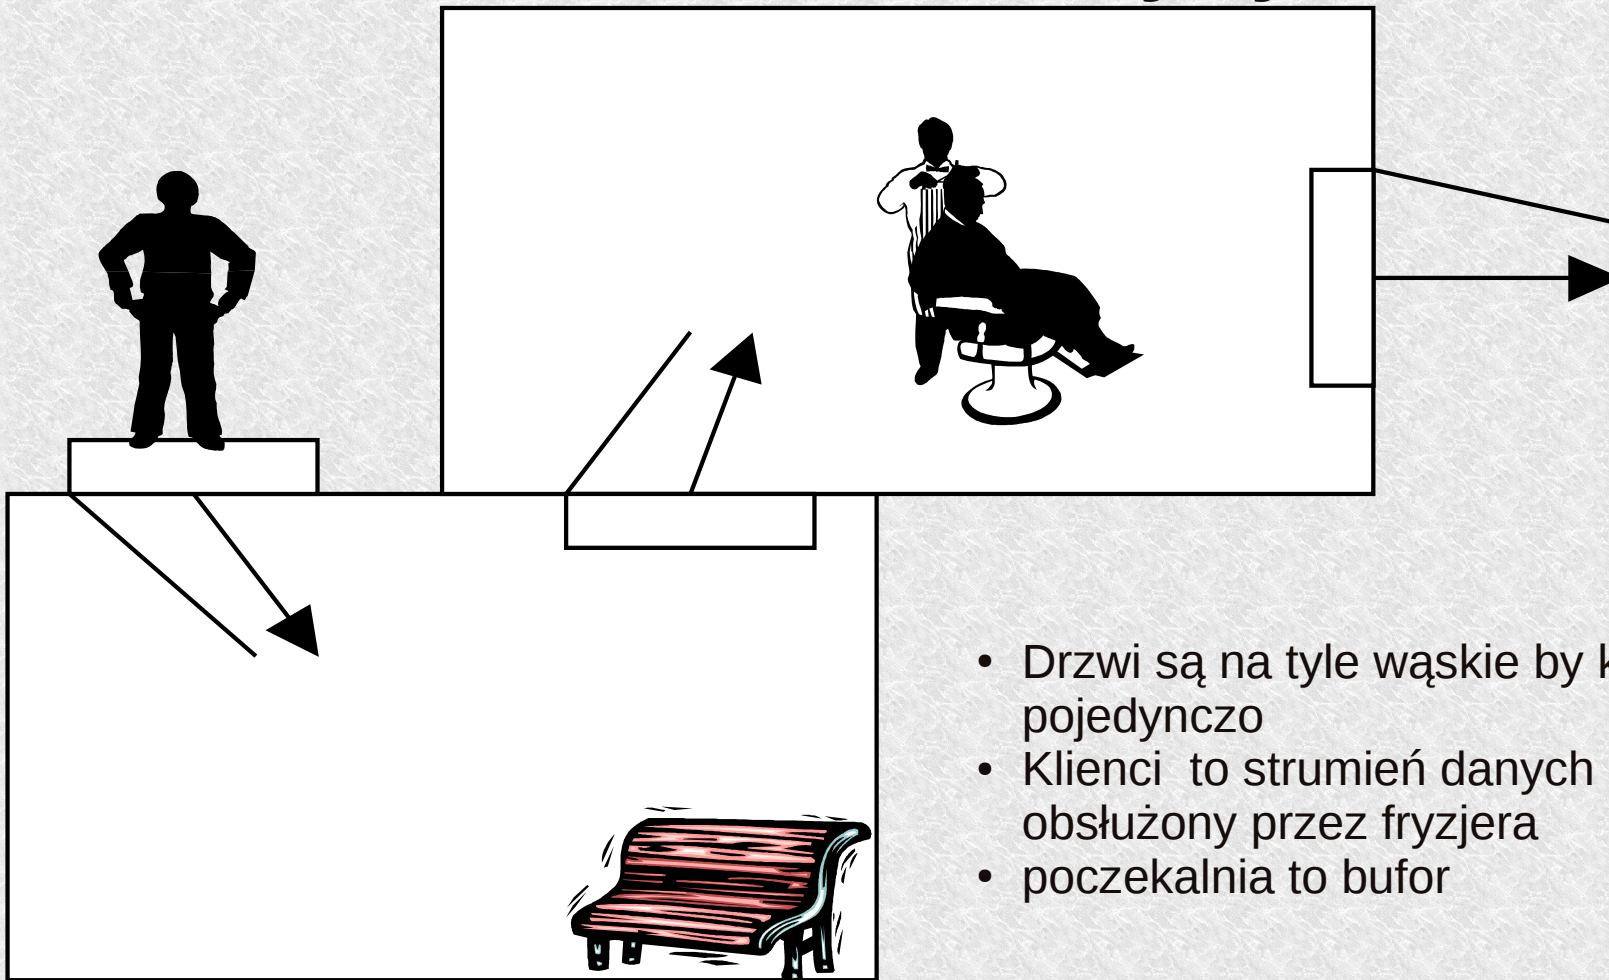 • Drzwi są na tyle wąskie by
pojedynczo
• Klienci  to strumień danych
obsłużony przez fryzjera
• poczekalnia to bufor